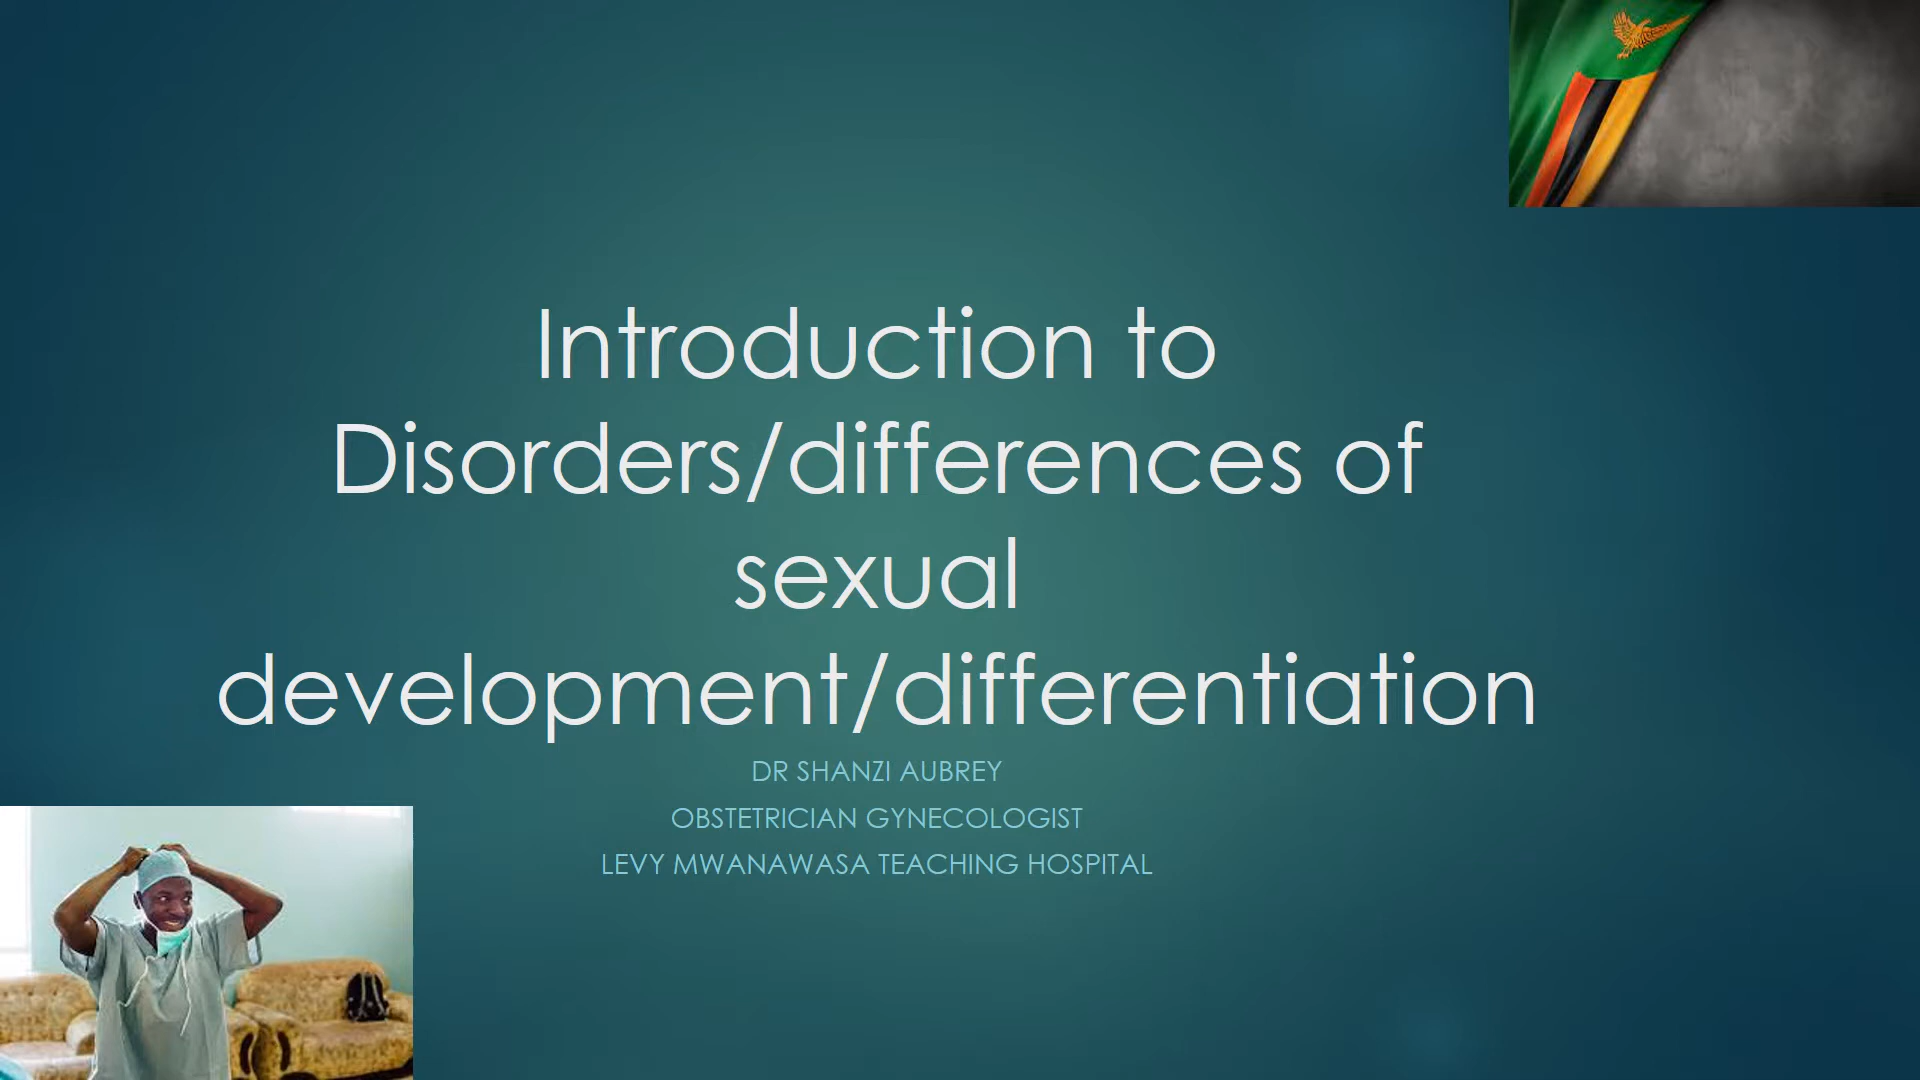 Introduction to
Disorders/differences of
sexual
development/differentiation
DR SHANZI AUBREY
OBSTETRICIAN GYNECOLOGIST
LEVY MWANAWASA TEACHING HOSPITAL